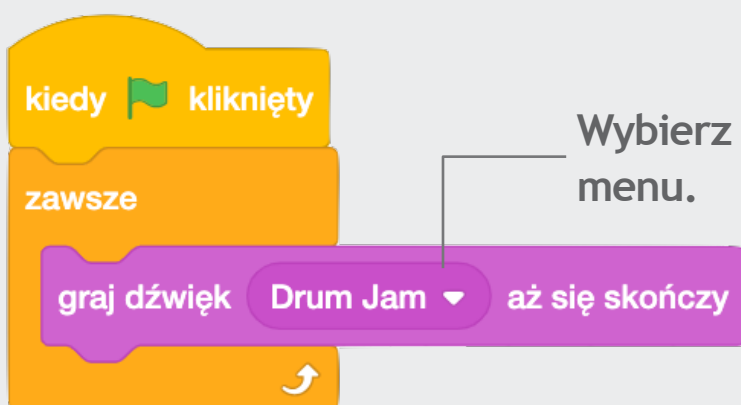 kiedy kliknięty
Wybierz
menu.
zawsze
graj dźwięk Drum Jam aż się skończy